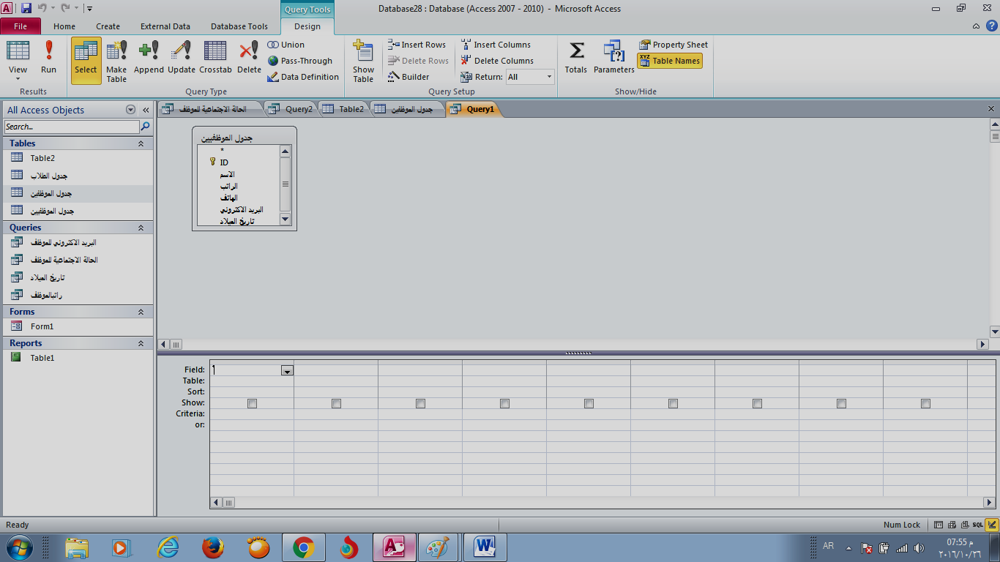 Query Tools
Database28 : Database (Access 2007 - 2010) - Microsoft Access
File Home Create External Data Database Tools Design
View
Run
Results
Select
Make Table
Append
Update
Crosstab
Delete
Union
Pass-Through
Data Definition
Query Type
Show Table
Insert Rows
Delete Rows
Builder
Insert Columns
Delete Columns
Return: All
Query Setup
Totals
Parameters
Property Sheet
Table Names
Show/Hide
All Access Objects
Search...
Tables
Table2
جدول الطلاب
جدول الموظفين
جدول الموظفيين
Queries
البريد الاكتروني للموظف
الحالة الاجتماعية للموظف
تاريخ الميلاد
راتبالموظف
Forms
Form1
Reports
Table1
الحالة الاجتماعية للموظف
Query2
Table2
جدول الموظفين
Query1
جدول الموظفيين
*
ID
الاسم
الراتب
الهاتف
البريد الاكتروني
تاريخ الميلاد
Field:
Table:
Sort:
Show:
Criteria:
or:
Ready
Num Lock
SQL
AR
07:55 م
٢٠١٦/١٠/٢٦